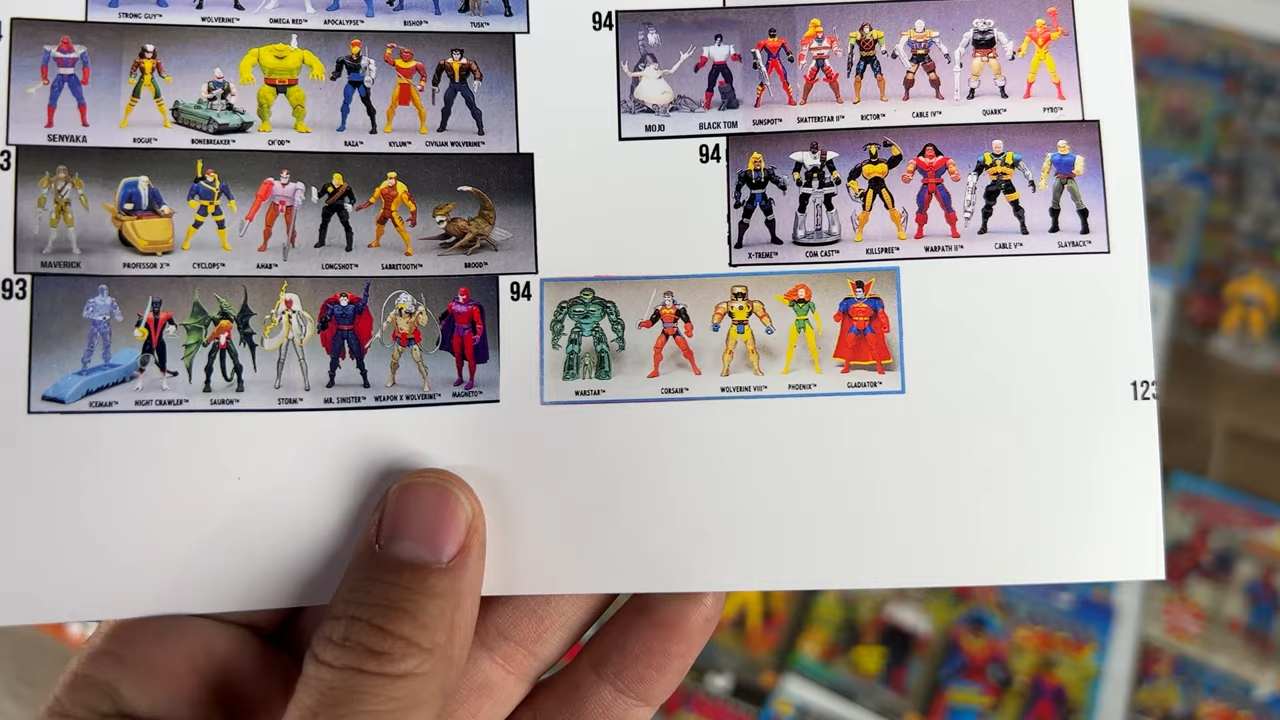 STRONG GUY™ WOLVERINE™ OMEGA RED™ APOCALYPSE™ BISHOP™ TUSK™
SENYAKA ROGUE™ BONEBREAKER™ CH'OD™ RAZA™ KYLUN™ CIVILIAN WOLVERINE™
3
MAVERICK PROFESSOR X™ CYCLOPS™ AHAB™ LONGSHOT™ SABRETOOTH™ BROOD™
93
ICEMAN™ NIGHT CRAWLER™ SAURON™ STORM™ MR. SINISTER™ WEAPON X WOLVERINE™ MAGNETO™
94
MOJO BLACK TOM SUNSPOT™ SHATTERSTAR II™ RICTOR™ CABLE IV™ QUARK™ PYRO™
94
X-TREME™ COM CAST™ KILLSPREE™ WARPATH II™ CABLE V™ SLAYBACK™
94
WARSTAR™ CORSAIR™ WOLVERINE VIII™ PHOENIX™ GLADIATOR™
123